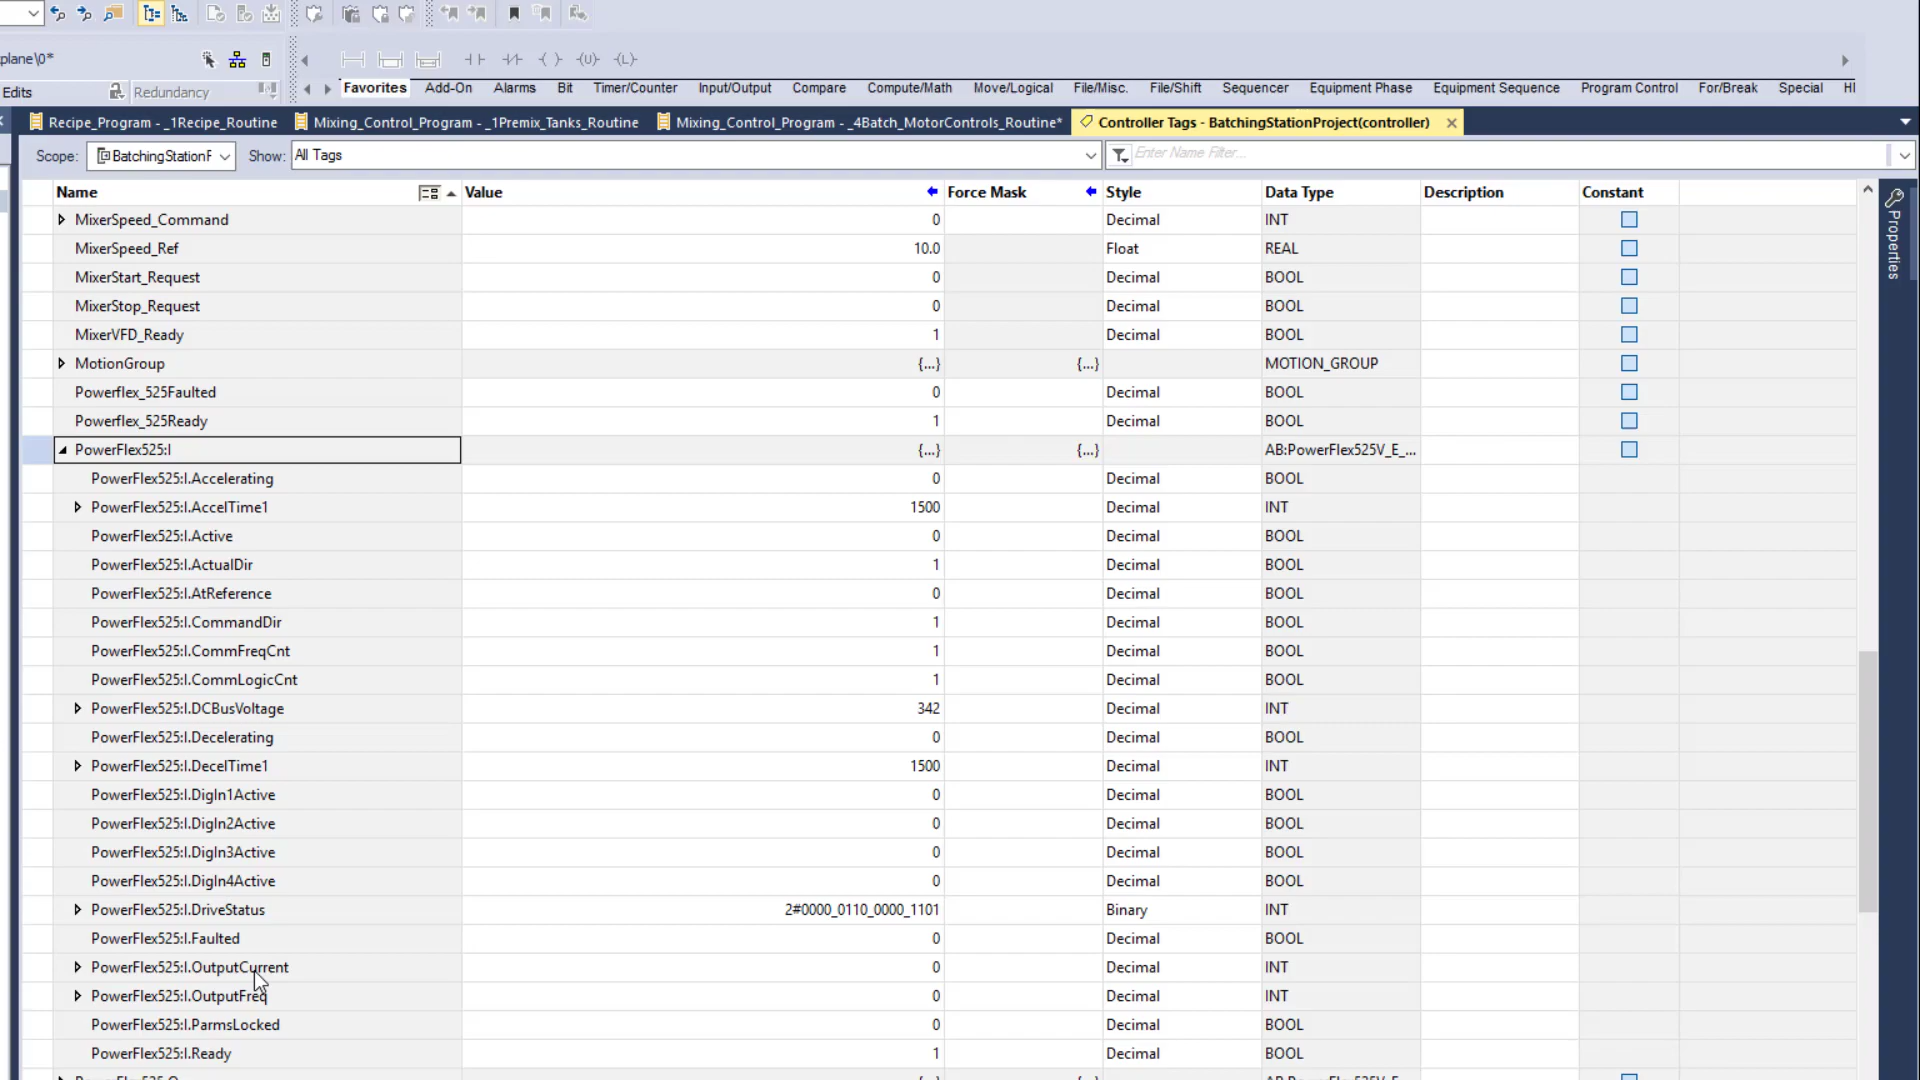 plane\0*
Edits
Redundancy
Favorites Add-On Alarms Bit Timer/Counter Input/Output Compare Compute/Math Move/Logical File/Misc. File/Shift Sequencer Equipment Phase Equipment Sequence Program Control For/Break Special HI
Recipe_Program - _1Recipe_Routine Mixing_Control_Program - _1Premix_Tanks_Routine Mixing_Control_Program - _4Batch_MotorControls_Routine* Controller Tags - BatchingStationProject(controller)
Scope: BatchingStationF Show: All Tags Enter Name Filter...
Name Value Force Mask Style Data Type Description Constant
MixerSpeed_Command 0 Decimal INT
MixerSpeed_Ref 10.0 Float REAL
MixerStart_Request 0 Decimal BOOL
MixerStop_Request 0 Decimal BOOL
MixerVFD_Ready 1 Decimal BOOL
MotionGroup {...} {...} MOTION_GROUP
Powerflex_525Faulted 0 Decimal BOOL
Powerflex_525Ready 1 Decimal BOOL
PowerFlex525:I {...} {...} AB:PowerFlex525V_E_...
PowerFlex525:I.Accelerating 0 Decimal BOOL
PowerFlex525:I.AccelTime1 1500 Decimal INT
PowerFlex525:I.Active 0 Decimal BOOL
PowerFlex525:I.ActualDir 1 Decimal BOOL
PowerFlex525:I.AtReference 0 Decimal BOOL
PowerFlex525:I.CommandDir 1 Decimal BOOL
PowerFlex525:I.CommFreqCnt 1 Decimal BOOL
PowerFlex525:I.CommLogicCnt 1 Decimal BOOL
PowerFlex525:I.DCBusVoltage 342 Decimal INT
PowerFlex525:I.Decelerating 0 Decimal BOOL
PowerFlex525:I.DecelTime1 1500 Decimal INT
PowerFlex525:I.DigIn1Active 0 Decimal BOOL
PowerFlex525:I.DigIn2Active 0 Decimal BOOL
PowerFlex525:I.DigIn3Active 0 Decimal BOOL
PowerFlex525:I.DigIn4Active 0 Decimal BOOL
PowerFlex525:I.DriveStatus 2#0000_0110_0000_1101 Binary INT
PowerFlex525:I.Faulted 0 Decimal BOOL
PowerFlex525:I.OutputCurrent 0 Decimal INT
PowerFlex525:I.OutputFreq 0 Decimal INT
PowerFlex525:I.ParmsLocked 0 Decimal BOOL
PowerFlex525:I.Ready 1 Decimal BOOL
Properties